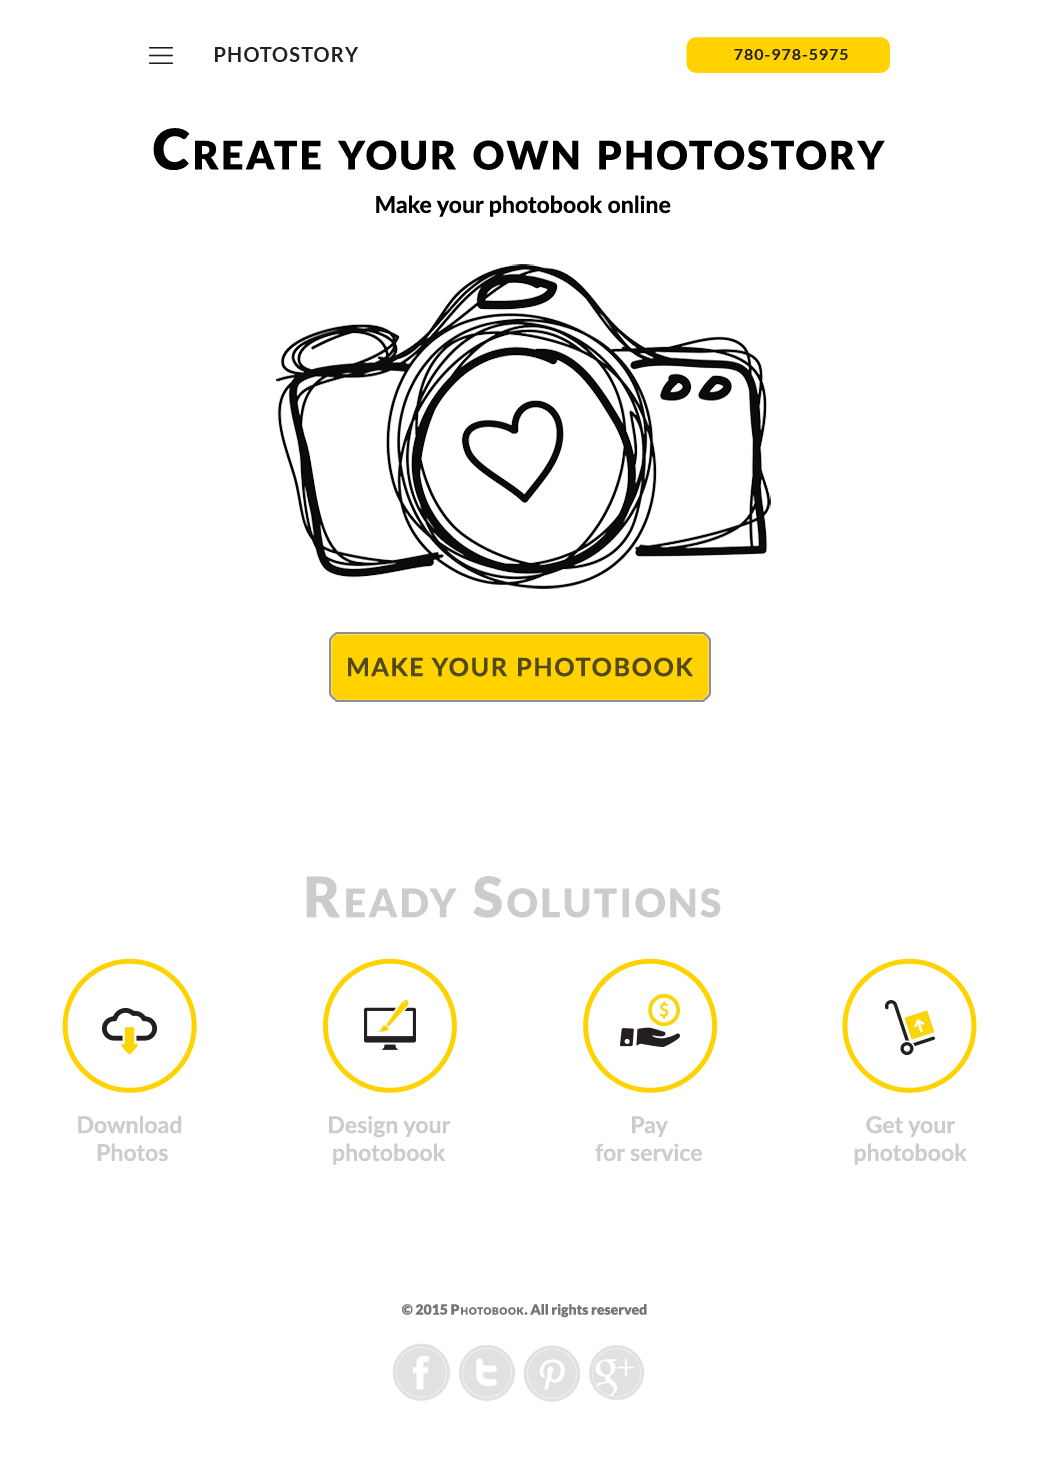 PHOTOSTORY
780-978-5975
CREATE YOUR OWN PHOTOSTORY
Make your photobook online
MAKE YOUR PHOTOBOOK
READY SOLUTIONS
$
Download
Photos
Design your
photobook
Pay
for service
Get your
photobook
© 2015 PHOTOBOOK. All rights reserved
f
t
p
g+